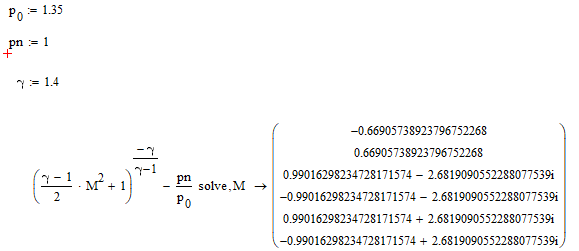 p₀ := 1.35
pn := 1
γ := 1.4
((γ − 1)/2 · M² + 1)^(−γ/(γ−1)) − pn/p₀ solve,M →
−0.66905738923796752268
0.66905738923796752268
0.99016298234728171574 − 2.6819090552288077539i
−0.99016298234728171574 − 2.6819090552288077539i
0.99016298234728171574 + 2.6819090552288077539i
−0.99016298234728171574 + 2.6819090552288077539i